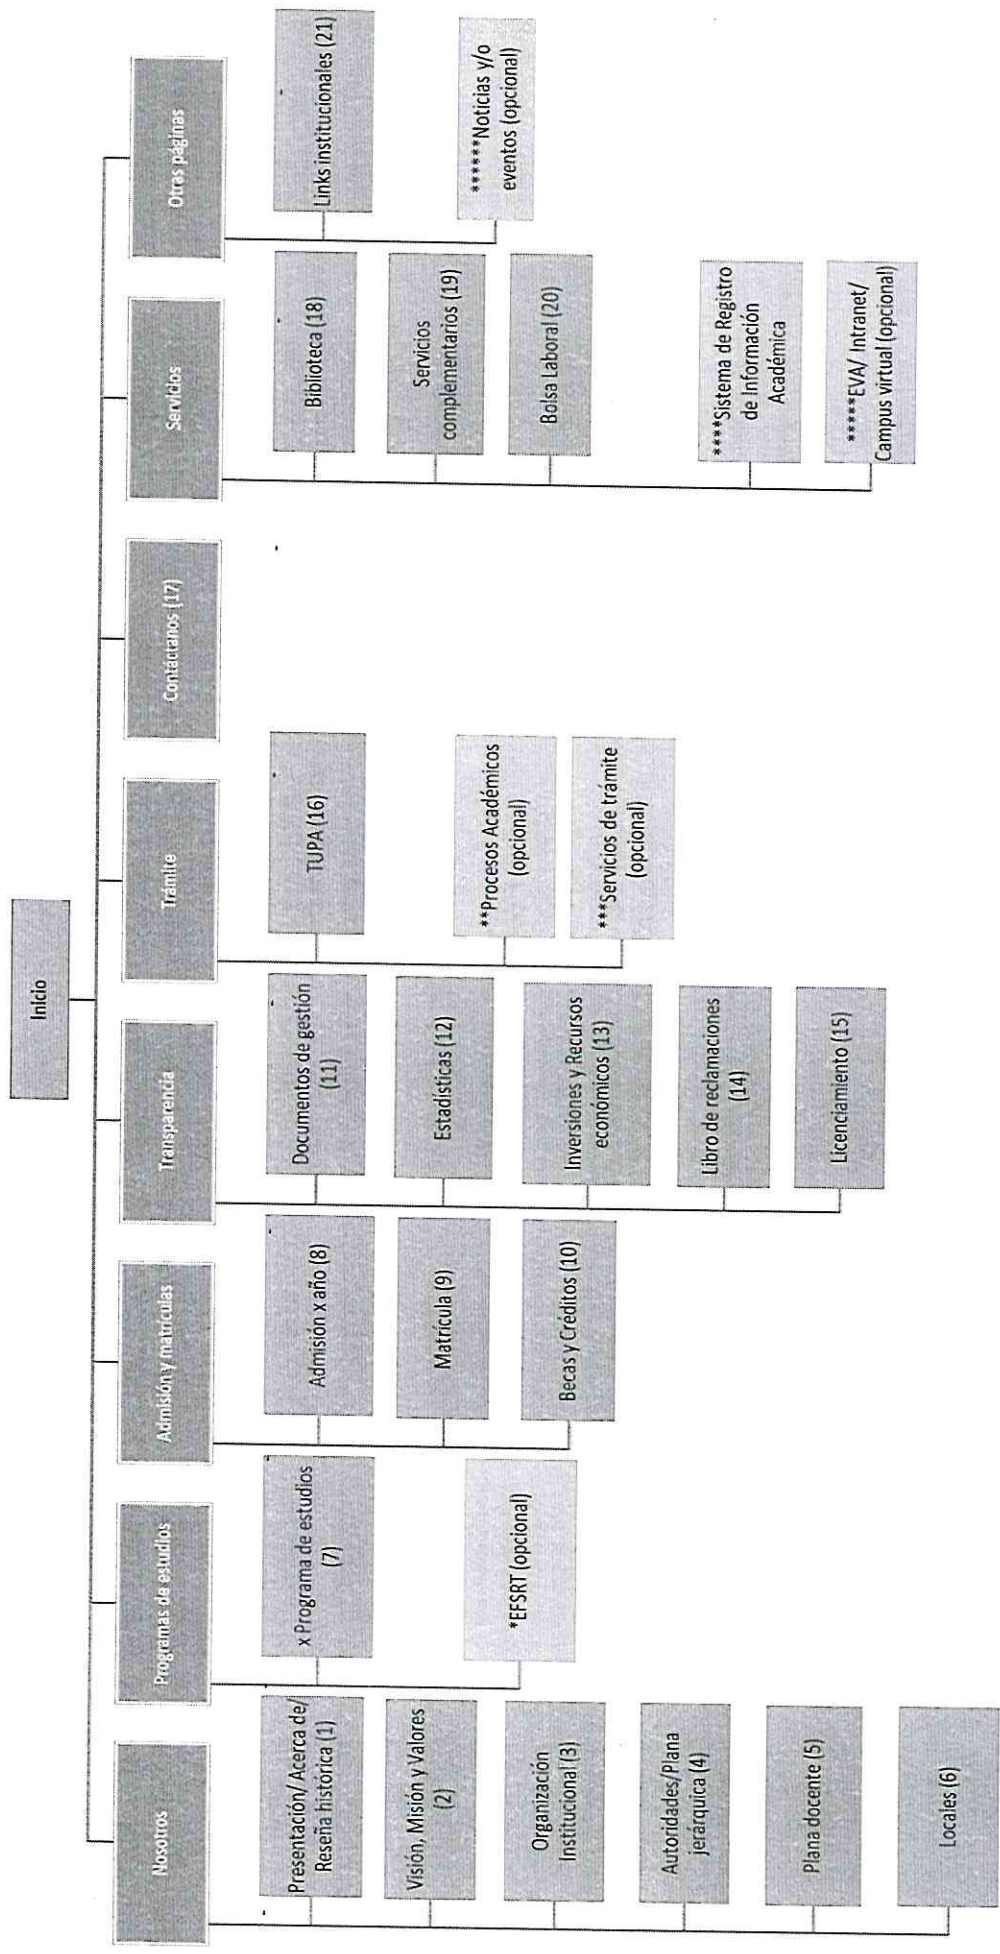 Inicio
Nosotros
Presentación/ Acerca de/
Reseña histórica (1)
Visión, Misión y Valores
(2)
Organización
Institucional (3)
Autoridades/Plana
jerárquica (4)
Plana docente (5)
Locales (6)
Programas de estudios
x Programa de estudios
(7)
*EFSRT (opcional)
Admisión y matrículas
Admisión x año (8)
Matrícula (9)
Becas y Créditos (10)
Transparencia
Documentos de gestión
(11)
Estadísticas (12)
Inversiones y Recursos
económicos (13)
Libro de reclamaciones
(14)
Licenciamiento (15)
Trámite
TUPA (16)
**Procesos Académicos
(opcional)
***Servicios de trámite
(opcional)
Contáctanos (17)
Servicios
Biblioteca (18)
Servicios
complementarios (19)
Bolsa Laboral (20)
****Sistema de Registro
de Información
Académica
*****EVA/ Intranet/
Campus virtual (opcional)
Otras páginas
Links institucionales (21)
******Noticias y/o
eventos (opcional)